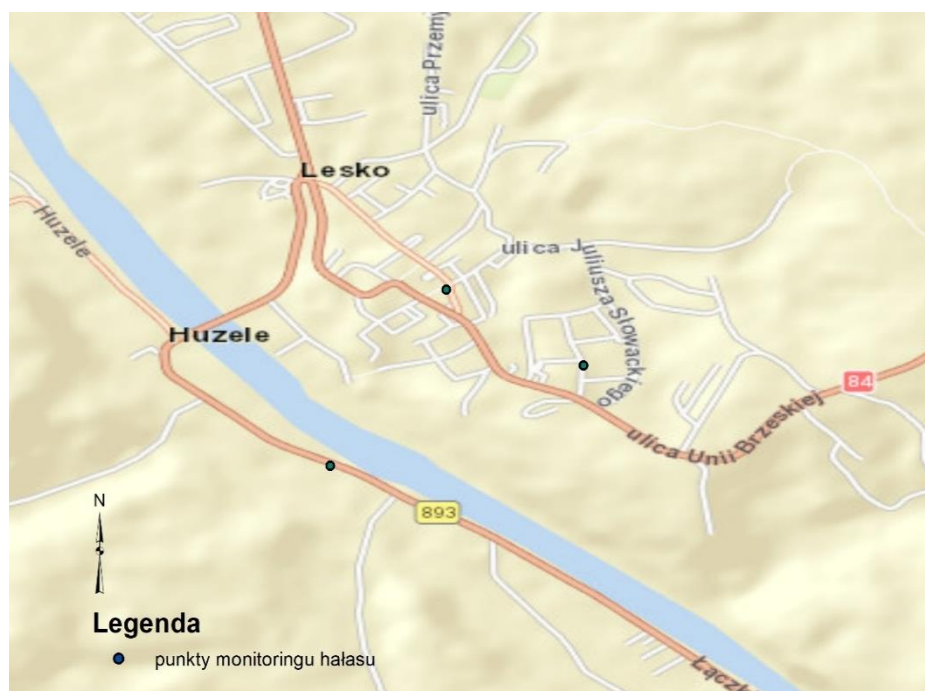 ulica Przemy
Lesko
Huzele
ulica Juliusza Słowackiego
Huzele
84
ulica Unii Brzeskiej
893
N
Legenda
punkty monitoringu hałasu
Łączk